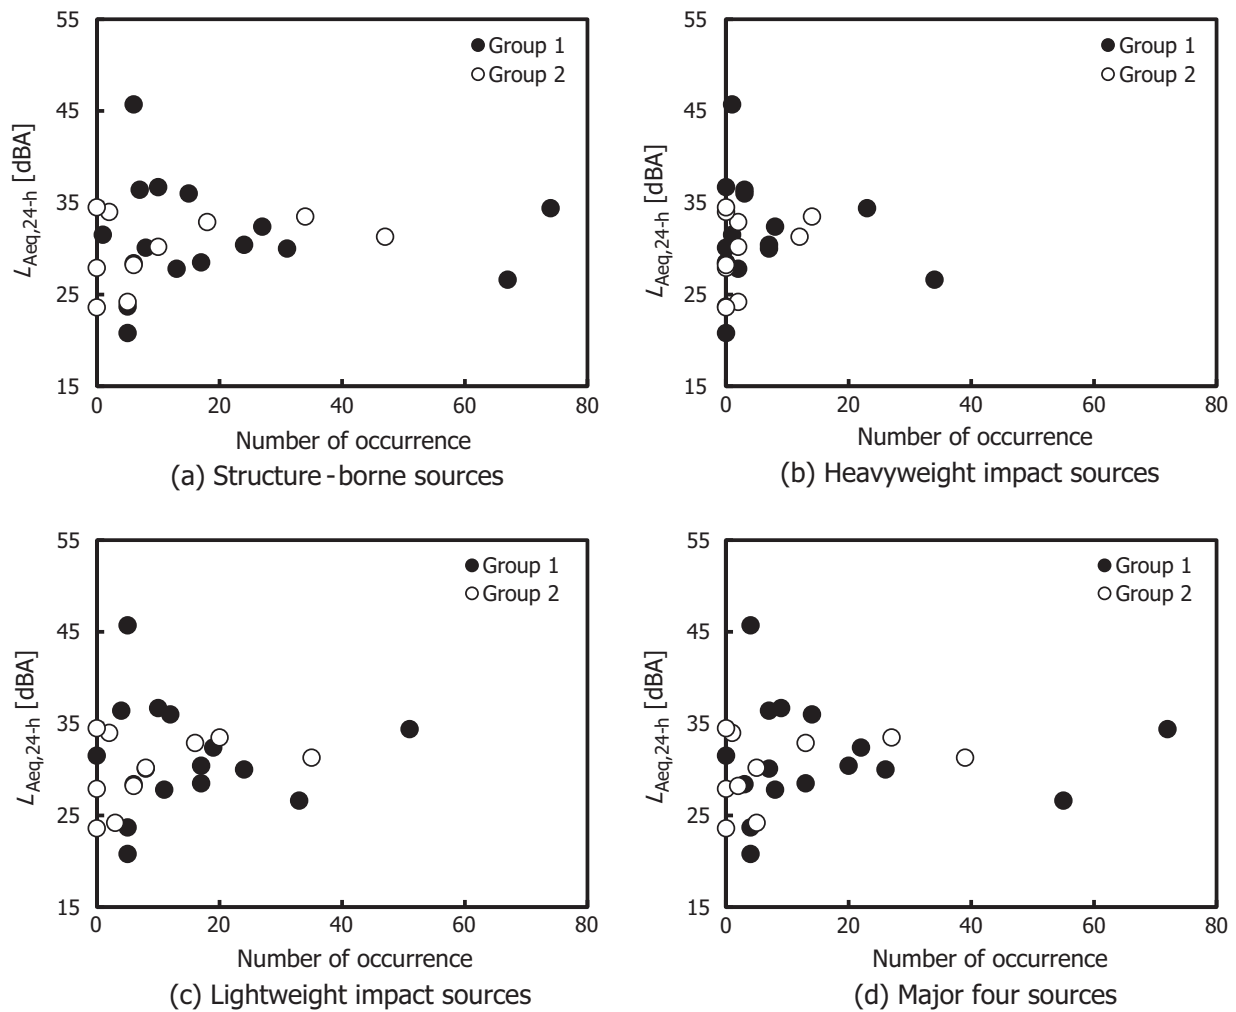 55
45
35
25
15
L Aeq,24-h [dBA]
Group 1
Group 2
0 20 40 60 80
Number of occurrence
(a) Structure-borne sources
55
45
35
25
15
L Aeq,24-h [dBA]
Group 1
Group 2
0 20 40 60 80
Number of occurrence
(b) Heavyweight impact sources
55
45
35
25
15
L Aeq,24-h [dBA]
Group 1
Group 2
0 20 40 60 80
Number of occurrence
(c) Lightweight impact sources
55
45
35
25
15
L Aeq,24-h [dBA]
Group 1
Group 2
0 20 40 60 80
Number of occurrence
(d) Major four sources